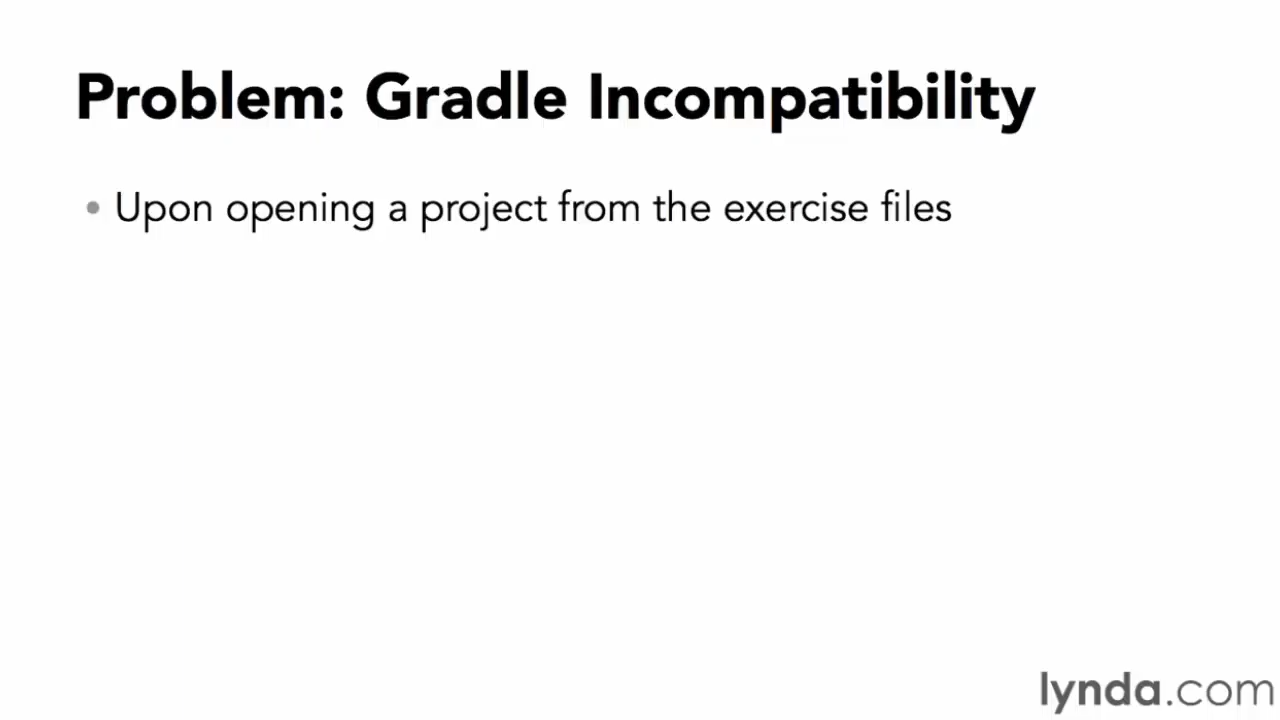 Problem: Gradle Incompatibility
• Upon opening a project from the exercise files
lynda.com